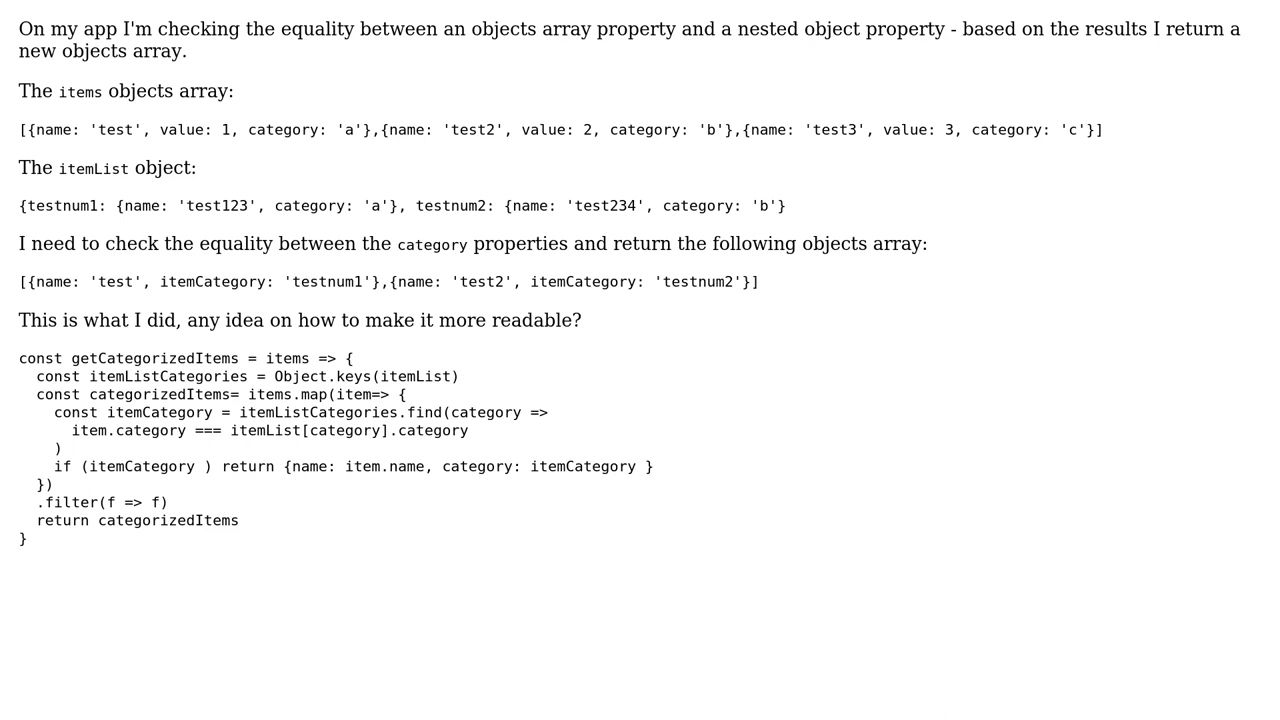 On my app I'm checking the equality between an objects array property and a nested object property - based on the results I return a
new objects array.
The items objects array:
[{name: 'test', value: 1, category: 'a'},{name: 'test2', value: 2, category: 'b'},{name: 'test3', value: 3, category: 'c'}]
The itemList object:
{testnum1: {name: 'test123', category: 'a'}, testnum2: {name: 'test234', category: 'b'}
I need to check the equality between the category properties and return the following objects array:
[{name: 'test', itemCategory: 'testnum1'},{name: 'test2', itemCategory: 'testnum2'}]
This is what I did, any idea on how to make it more readable?
const getCategorizedItems = items => {
  const itemListCategories = Object.keys(itemList)
  const categorizedItems= items.map(item=> {
    const itemCategory = itemListCategories.find(category =>
      item.category === itemList[category].category
    )
    if (itemCategory ) return {name: item.name, category: itemCategory }
  })
  .filter(f => f)
  return categorizedItems
}